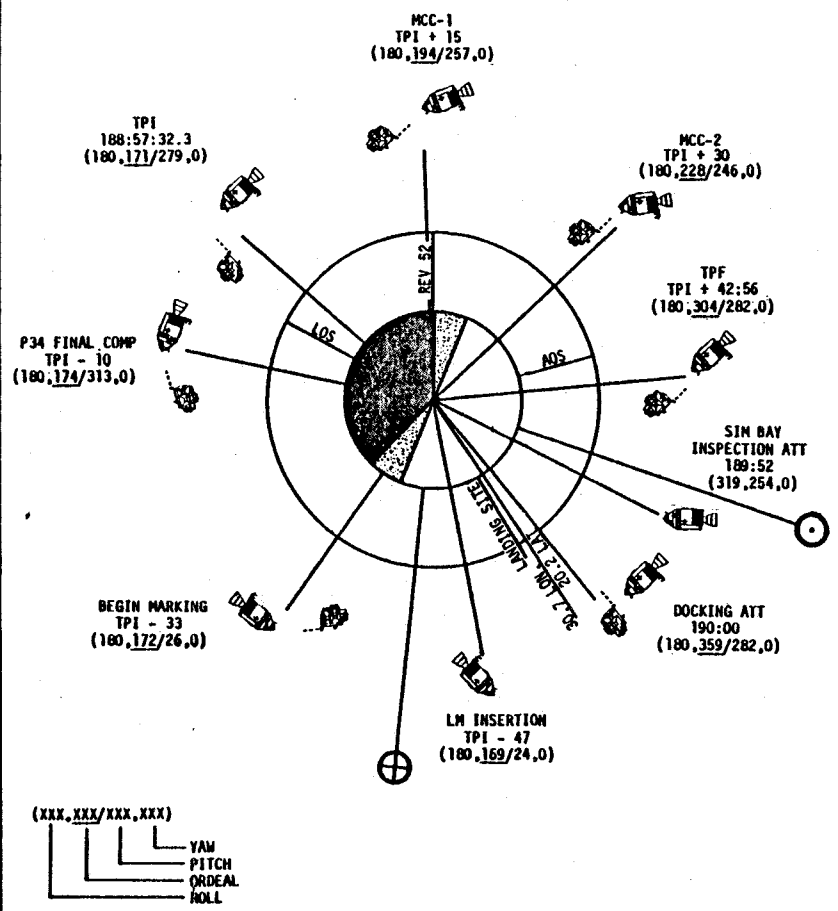 MCC-1
TPI + 15
(180,194/257,0)
TPI
188:57:32.3
(180,171/279,0)
MCC-2
TPI + 30
(180,228/246,0)
REV 52
LOS
AOS
TPF
TPI + 42:56
(180,304/282,0)
P34 FINAL COMP
TPI - 10
(180,174/313,0)
SIM BAY
INSPECTION ATT
189:52
(319,254,0)
LANDING SITE
30.7 LON,
20.2 LAT
BEGIN MARKING
TPI - 33
(180,172/26,0)
DOCKING ATT
190:00
(180,359/282,0)
LM INSERTION
TPI - 47
(180,169/24,0)
(XXX,XXX/XXX,XXX)
YAW
PITCH
ORDEAL
ROLL